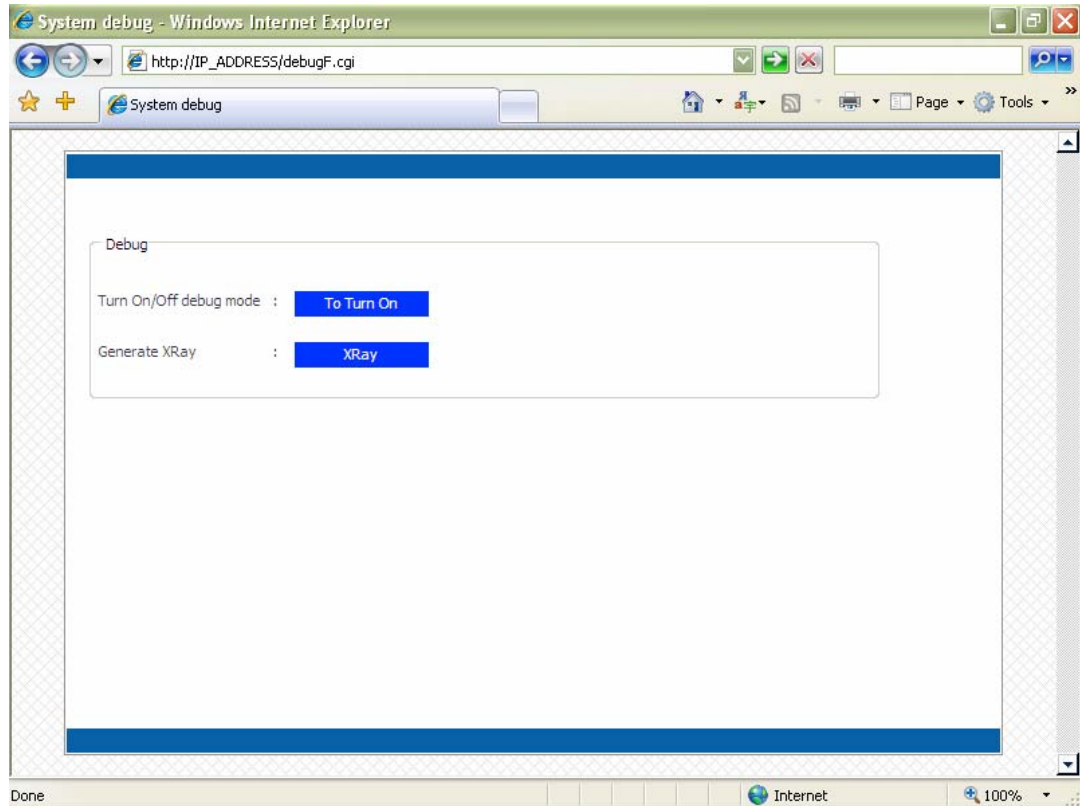 System debug - Windows Internet Explorer
http://IP_ADDRESS/debugF.cgi
System debug
Page
Tools
Debug
Turn On/Off debug mode : To Turn On
Generate XRay : XRay
Done
Internet
100%